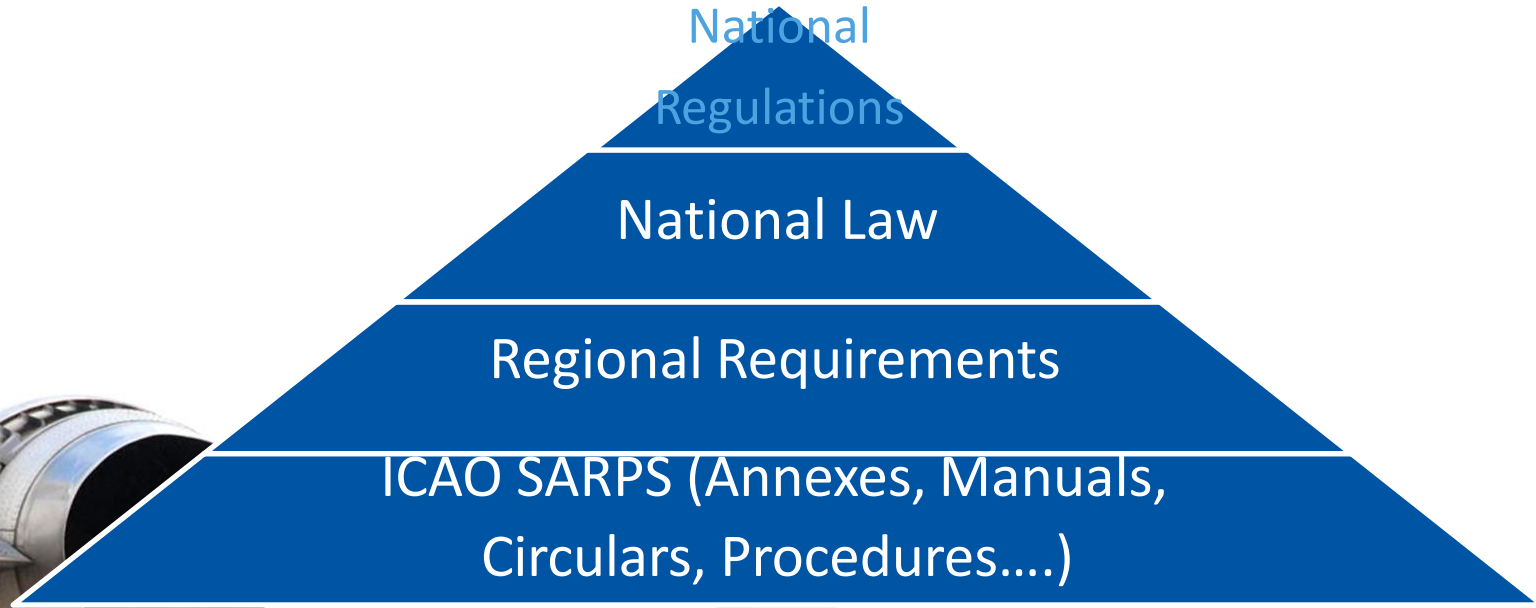 National
Regulations
National Law
Regional Requirements
ICAO SARPS (Annexes, Manuals,
Circulars, Procedures....)